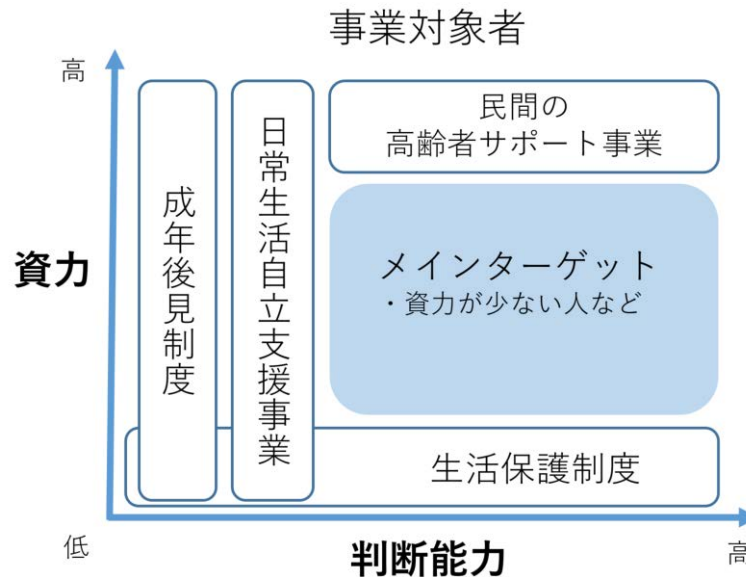 事業対象者
高
民間の
高齢者サポート事業
成年後見制度
日常生活自立支援事業
資力
メインターゲット
・資力が少ない人など
生活保護制度
低
判断能力
高